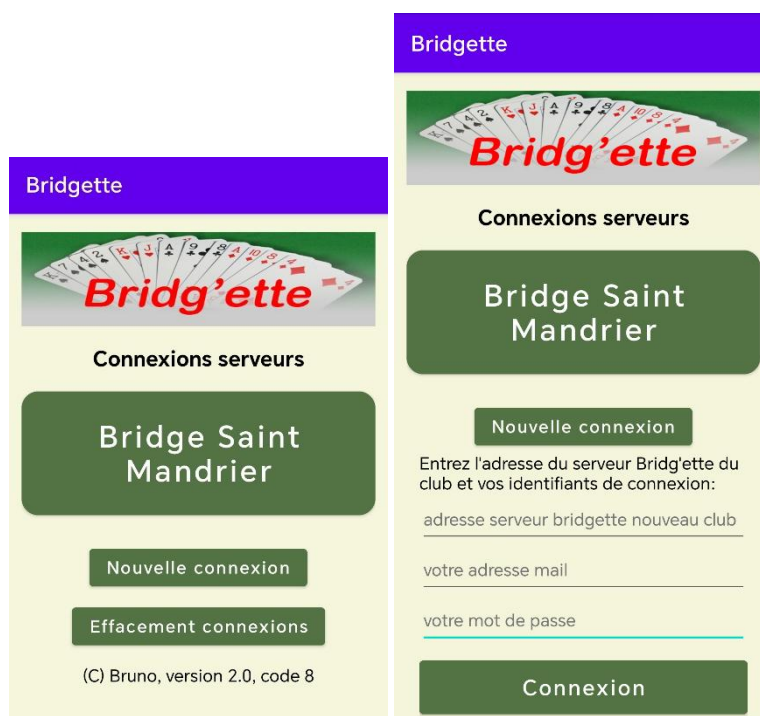 Bridgette
Bridg'ette
Connexions serveurs
Bridge Saint
Mandrier
Nouvelle connexion
Effacement connexions
(C) Bruno, version 2.0, code 8
Bridgette
Bridg'ette
Connexions serveurs
Bridge Saint
Mandrier
Nouvelle connexion
Entrez l'adresse du serveur Bridg'ette du
club et vos identifiants de connexion:
adresse serveur bridgette nouveau club
votre adresse mail
votre mot de passe
Connexion